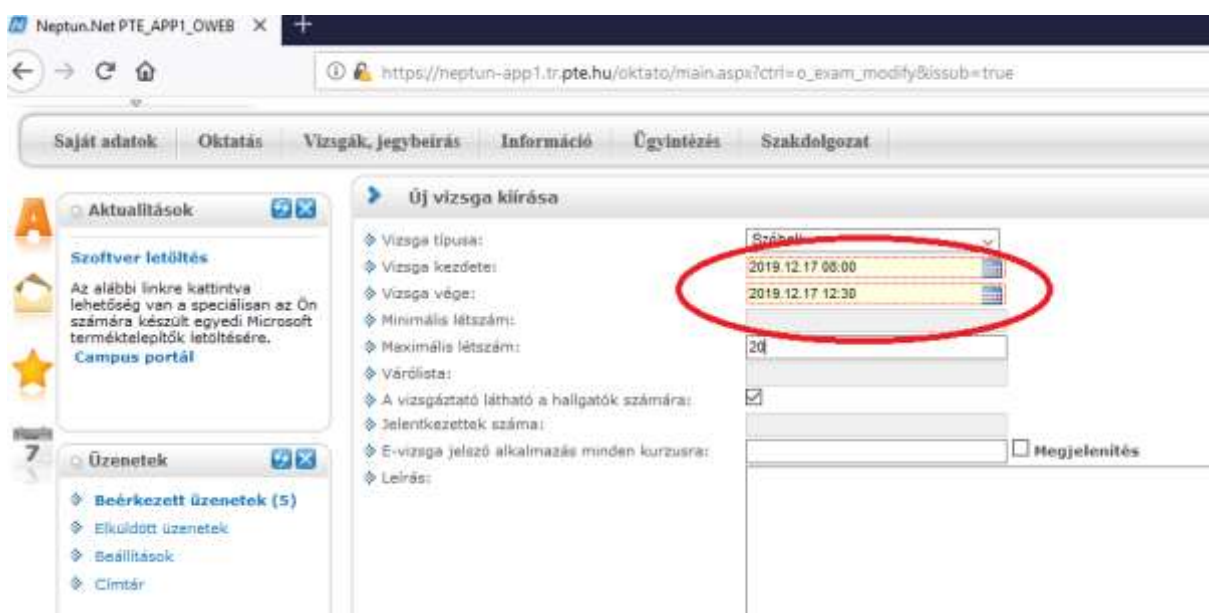 Neptun.Net PTE_APP1_OWEB
https://neptun-app1.tr.pte.hu/oktato/main.aspx?ctrl=o_exam_modify&issub=true
Saját adatok Oktatás Vizsgák, jegybeírás Információ Ügyintézés Szakdolgozat
Aktualitások
Szoftver letöltés
Az alábbi linkre kattintva
lehetőség van a speciálisan az Ön
számára készült egyedi Microsoft
terméktelepítők letöltésére.
Campus portál
7
Üzenetek
Beérkezett üzenetek (5)
Elküldött üzenetek
Beállítások
Címtár
Új vizsga kiírása
Vizsga típusa: Szóbeli
Vizsga kezdete: 2019.12.17 08:00
Vizsga vége: 2019.12.17 12:30
Minimális létszám:
Maximális létszám: 20
Várólista:
A vizsgáztató látható a hallgatók számára:
Jelentkezettek száma:
E-vizsga jelszó alkalmazás minden kurzusra: Megjelenítés
Leírás: